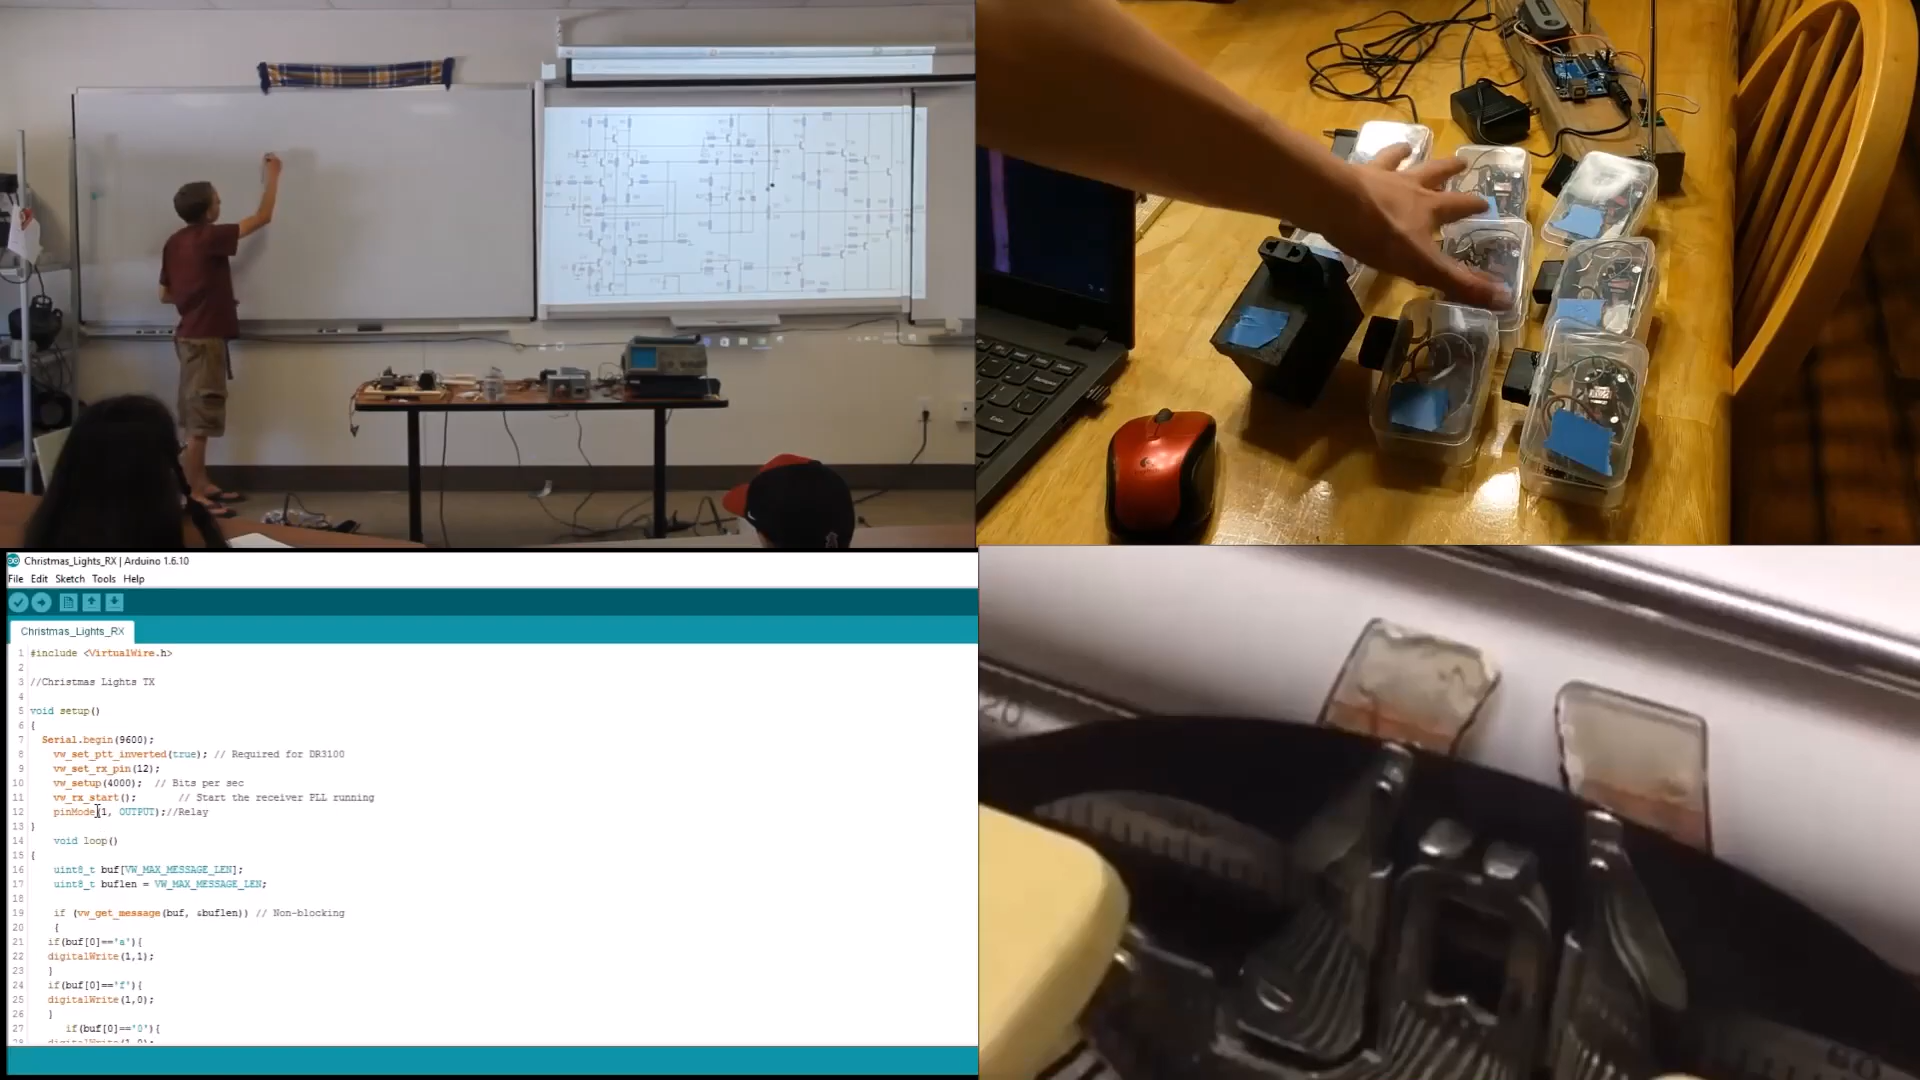 Christmas_Lights_RX | Arduino 1.6.10
File Edit Sketch Tools Help
Christmas_Lights_RX
1 #include <VirtualWire.h>
2
3 //Christmas Lights TX
4
5 void setup()
6 {
7 Serial.begin(9600);
8 vw_set_ptt_inverted(true); // Required for DR3100
9 vw_set_rx_pin(12);
10 vw_setup(4000); // Bits per sec
11 vw_rx_start(); // Start the receiver PLL running
12 pinMode(1, OUTPUT);//Relay
13 }
14 void loop()
15 {
16 uint8_t buf[VW_MAX_MESSAGE_LEN];
17 uint8_t buflen = VW_MAX_MESSAGE_LEN;
18
19 if (vw_get_message(buf, &buflen)) // Non-blocking
20 {
21 if(buf[0]=='a'){
22 digitalWrite(1,1);
23 }
24 if(buf[0]=='f'){
25 digitalWrite(1,0);
26 }
27 if(buf[0]=='0'){
28 digitalWrite(1,0);
20